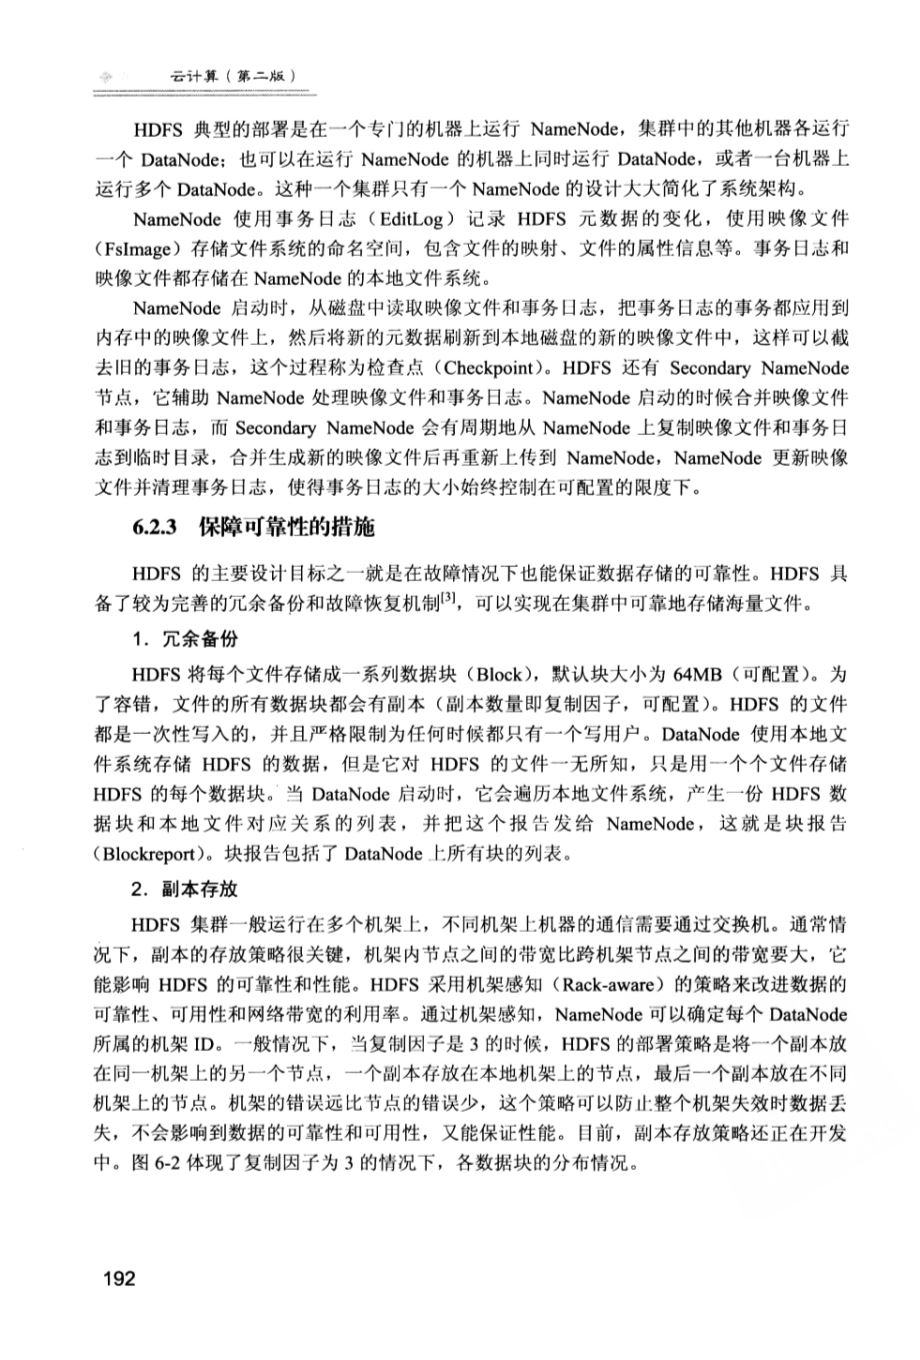 云计算（第二版）
HDFS 典型的部署是在一个专门的机器上运行 NameNode，集群中的其他机器各运行
一个 DataNode；也可以在运行 NameNode 的机器上同时运行 DataNode，或者一台机器上
运行多个 DataNode。这种一个集群只有一个 NameNode 的设计大大简化了系统架构。
NameNode 使用事务日志（EditLog）记录 HDFS 元数据的变化，使用映像文件
（FsImage）存储文件系统的命名空间，包含文件的映射、文件的属性信息等。事务日志和
映像文件都存储在 NameNode 的本地文件系统。
NameNode 启动时，从磁盘中读取映像文件和事务日志，把事务日志的事务都应用到
内存中的映像文件上，然后将新的元数据刷新到本地磁盘的新的映像文件中，这样可以截
去旧的事务日志，这个过程称为检查点（Checkpoint）。HDFS 还有 Secondary NameNode
节点，它辅助 NameNode 处理映像文件和事务日志。NameNode 启动的时候合并映像文件
和事务日志，而 Secondary NameNode 会有周期地从 NameNode 上复制映像文件和事务日
志到临时目录，合并生成新的映像文件后再重新上传到 NameNode，NameNode 更新映像
文件并清理事务日志，使得事务日志的大小始终控制在可配置的限度下。
6.2.3 保障可靠性的措施
HDFS 的主要设计目标之一就是在故障情况下也能保证数据存储的可靠性。HDFS 具
备了较为完善的冗余备份和故障恢复机制[3]，可以实现在集群中可靠地存储海量文件。
1．冗余备份
HDFS 将每个文件存储成一系列数据块（Block），默认块大小为 64MB（可配置）。为
了容错，文件的所有数据块都会有副本（副本数量即复制因子，可配置）。HDFS 的文件
都是一次性写入的，并且严格限制为任何时候都只有一个写用户。DataNode 使用本地文
件系统存储 HDFS 的数据，但是它对 HDFS 的文件一无所知，只是用一个个文件存储
HDFS 的每个数据块。当 DataNode 启动时，它会遍历本地文件系统，产生一份 HDFS 数
据块和本地文件对应关系的列表，并把这个报告发给 NameNode，这就是块报告
（Blockreport）。块报告包括了 DataNode 上所有块的列表。
2．副本存放
HDFS 集群一般运行在多个机架上，不同机架上机器的通信需要通过交换机。通常情
况下，副本的存放策略很关键，机架内节点之间的带宽比跨机架节点之间的带宽要大，它
能影响 HDFS 的可靠性和性能。HDFS 采用机架感知（Rack-aware）的策略来改进数据的
可靠性、可用性和网络带宽的利用率。通过机架感知，NameNode 可以确定每个 DataNode
所属的机架 ID。一般情况下，当复制因子是 3 的时候，HDFS 的部署策略是将一个副本放
在同一机架上的另一个节点，一个副本存放在本地机架上的节点，最后一个副本放在不同
机架上的节点。机架的错误远比节点的错误少，这个策略可以防止整个机架失效时数据丢
失，不会影响到数据的可靠性和可用性，又能保证性能。目前，副本存放策略还正在开发
中。图 6-2 体现了复制因子为 3 的情况下，各数据块的分布情况。
192